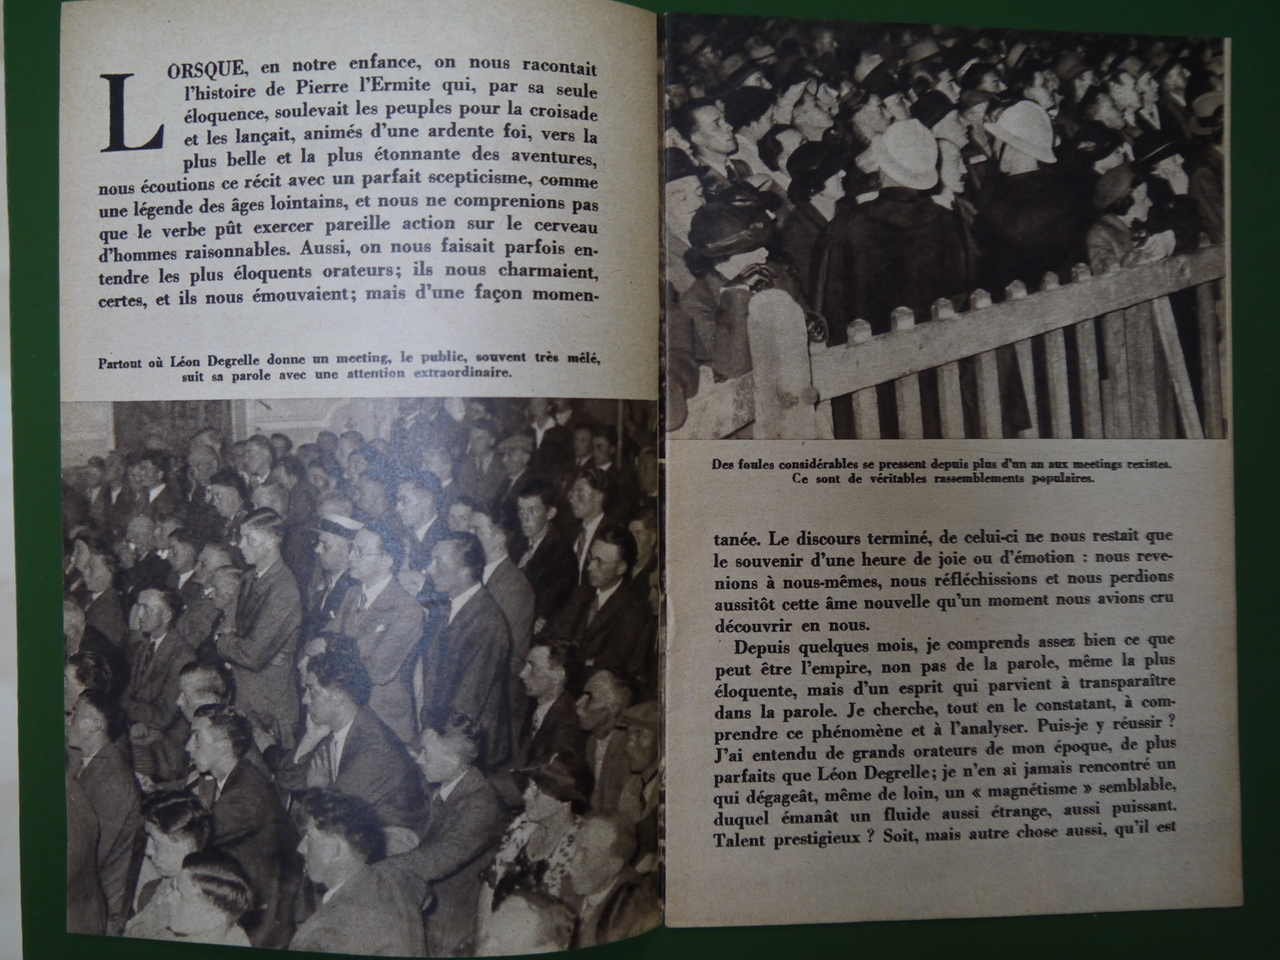 LORSQUE, en notre enfance, on nous racontait
l'histoire de Pierre l'Ermite qui, par sa seule
éloquence, soulevait les peuples pour la croisade
et les lançait, animés d'une ardente foi, vers la
plus belle et la plus étonnante des aventures,
nous écoutions ce récit avec un parfait scepticisme, comme
une légende des âges lointains, et nous ne comprenions pas
que le verbe pût exercer pareille action sur le cerveau
d'hommes raisonnables. Aussi, on nous faisait parfois en-
tendre les plus éloquents orateurs; ils nous charmaient,
certes, et ils nous émouvaient; mais d'une façon momen-
Partout où Léon Degrelle donne un meeting, le public, souvent très mêlé,
suit sa parole avec une attention extraordinaire.
Des foules considérables se pressent depuis plus d'un an aux meetings rexistes.
Ce sont de véritables rassemblements populaires.
tanée. Le discours terminé, de celui-ci ne nous restait que
le souvenir d'une heure de joie ou d'émotion : nous reve-
nions à nous-mêmes, nous réfléchissions et nous perdions
aussitôt cette âme nouvelle qu'un moment nous avions cru
découvrir en nous.
Depuis quelques mois, je comprends assez bien ce que
peut être l'empire, non pas de la parole, même la plus
éloquente, mais d'un esprit qui parvient à transparaître
dans la parole. Je cherche, tout en le constatant, à com-
prendre ce phénomène et à l'analyser. Puis-je y réussir ?
J'ai entendu de grands orateurs de mon époque, de plus
parfaits que Léon Degrelle; je n'en ai jamais rencontré un
qui dégageât, même de loin, un « magnétisme » semblable,
duquel émanât un fluide aussi étrange, aussi puissant.
Talent prestigieux ? Soit, mais autre chose aussi, qu'il est